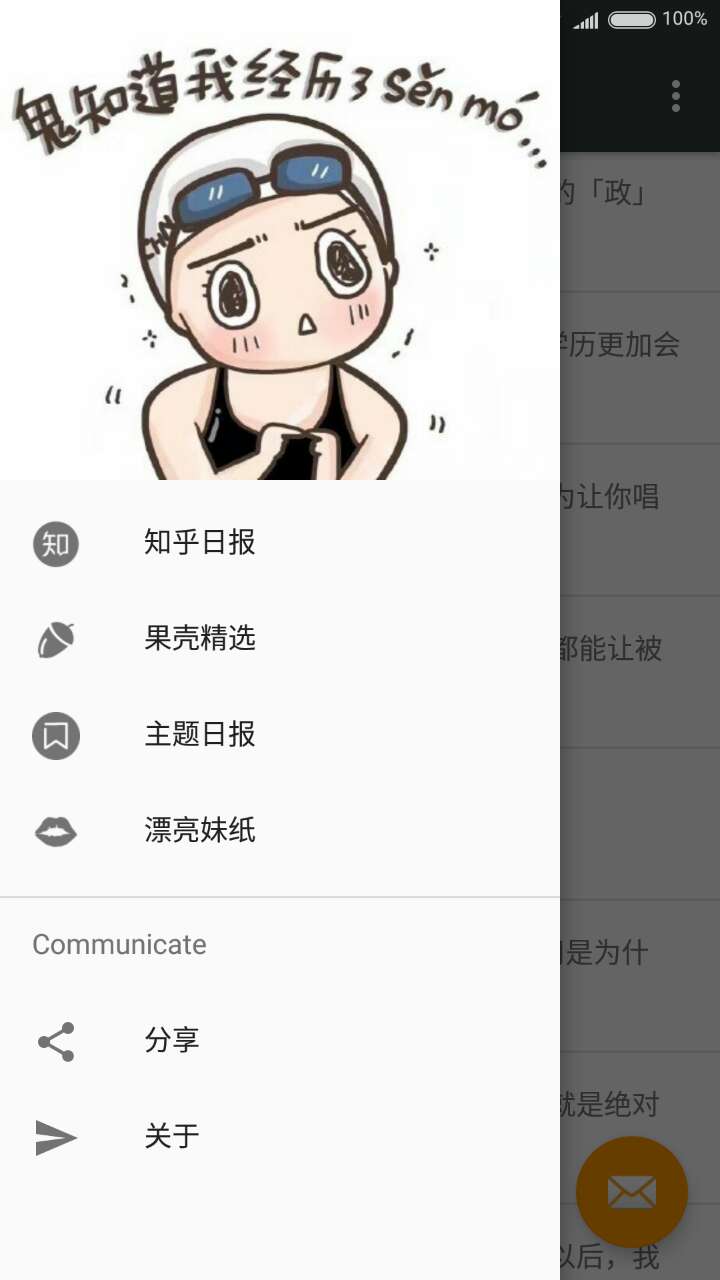 100%
鬼知道我经历了sěn mó...
CHN
的「政」
学历更加会
为让你唱
都能让被
知
知乎日报
果壳精选
主题日报
漂亮妹纸
是为什
Communicate
分享
就是绝对
关于
以后，我